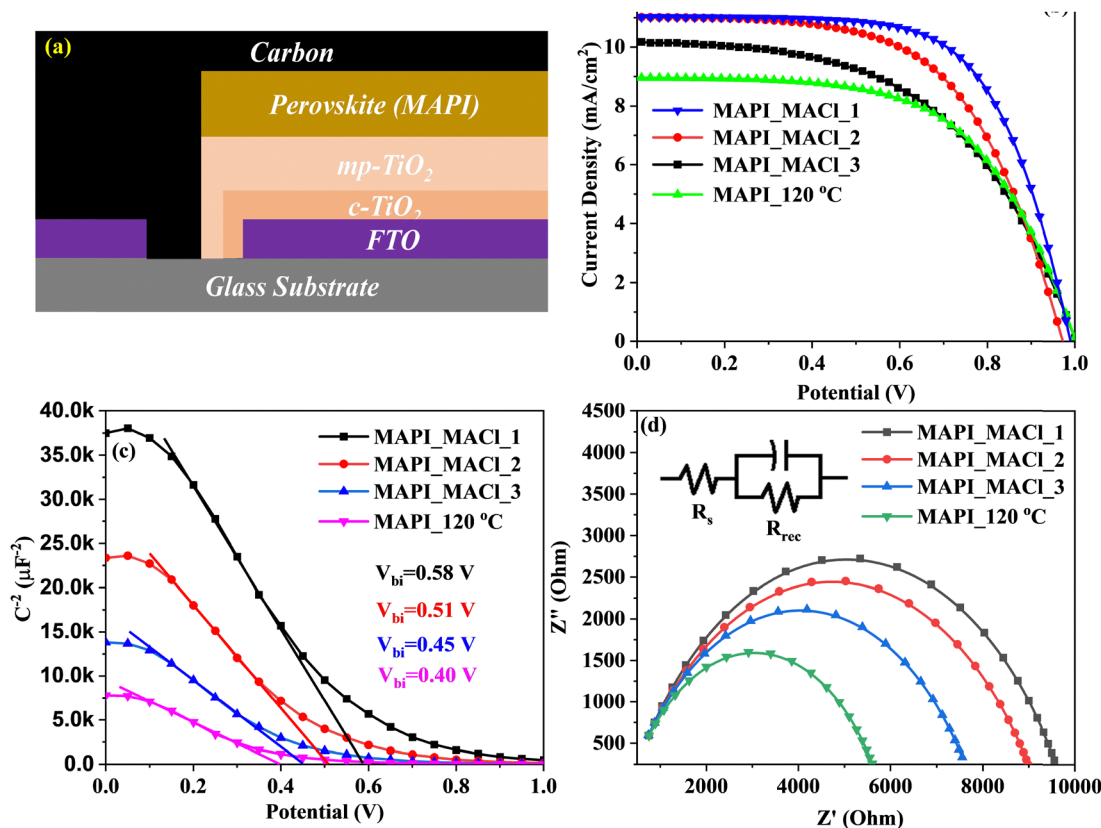 (a)
Carbon
Perovskite (MAPI)
mp-TiO2
c-TiO2
FTO
Glass Substrate
Current Density (mA/cm2)
10
8
6
4
2
0
MAPI_MACl_1
MAPI_MACl_2
MAPI_MACl_3
MAPI_120 °C
0.0 0.2 0.4 0.6 0.8 1.0
Potential (V)
(c)
C-2 (μF-2)
40.0k
35.0k
30.0k
25.0k
20.0k
15.0k
10.0k
5.0k
0.0
MAPI_MACl_1
MAPI_MACl_2
MAPI_MACl_3
MAPI_120 °C
Vbi=0.58 V
Vbi=0.51 V
Vbi=0.45 V
Vbi=0.40 V
0.0 0.2 0.4 0.6 0.8 1.0
Potential (V)
(d)
Z'' (Ohm)
4500
4000
3500
3000
2500
2000
1500
1000
500
Rs
Rrec
MAPI_MACl_1
MAPI_MACl_2
MAPI_MACl_3
MAPI_120 °C
2000 4000 6000 8000 10000
Z' (Ohm)